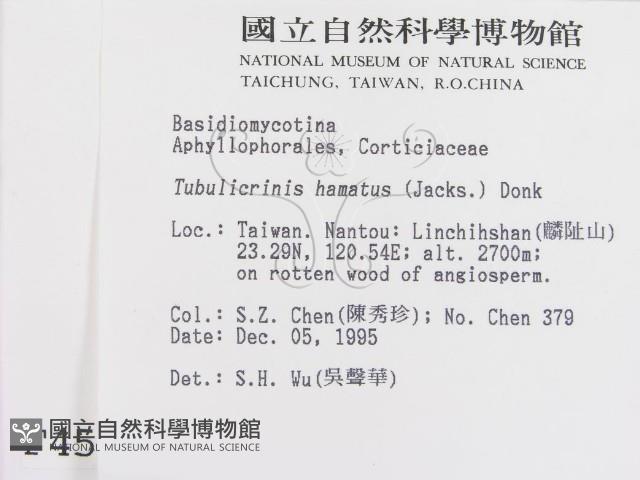 國立自然科學博物館
NATIONAL MUSEUM OF NATURAL SCIENCE
TAICHUNG, TAIWAN, R.O.CHINA
Basidiomycotina
Aphyllophorales, Corticiaceae
Tubulicrinis hamatus (Jacks.) Donk
Loc.: Taiwan. Nantou: Linchihshan(麟趾山)
23.29N, 120.54E; alt. 2700m;
on rotten wood of angiosperm.
Col.: S.Z. Chen(陳秀珍); No. Chen 379
Date: Dec. 05, 1995
Det.: S.H. Wu(吳聲華)
國立自然科學博物館
NATIONAL MUSEUM OF NATURAL SCIENCE